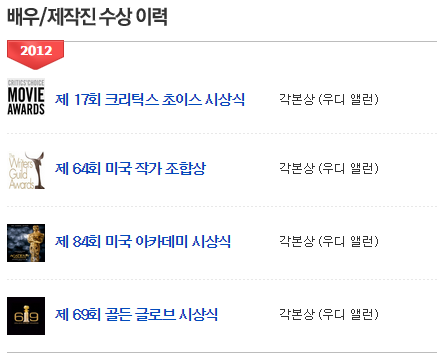 배우/제작진 수상 이력
2012
CRITICS' CHOICE
MOVIE
AWARDS
제 17회 크리틱스 초이스 시상식 각본상 (우디 앨런)
Writers
Guild
Awards
제 64회 미국 작가 조합상 각본상 (우디 앨런)
제 84회 미국 아카데미 시상식 각본상 (우디 앨런)
69
제 69회 골든 글로브 시상식 각본상 (우디 앨런)